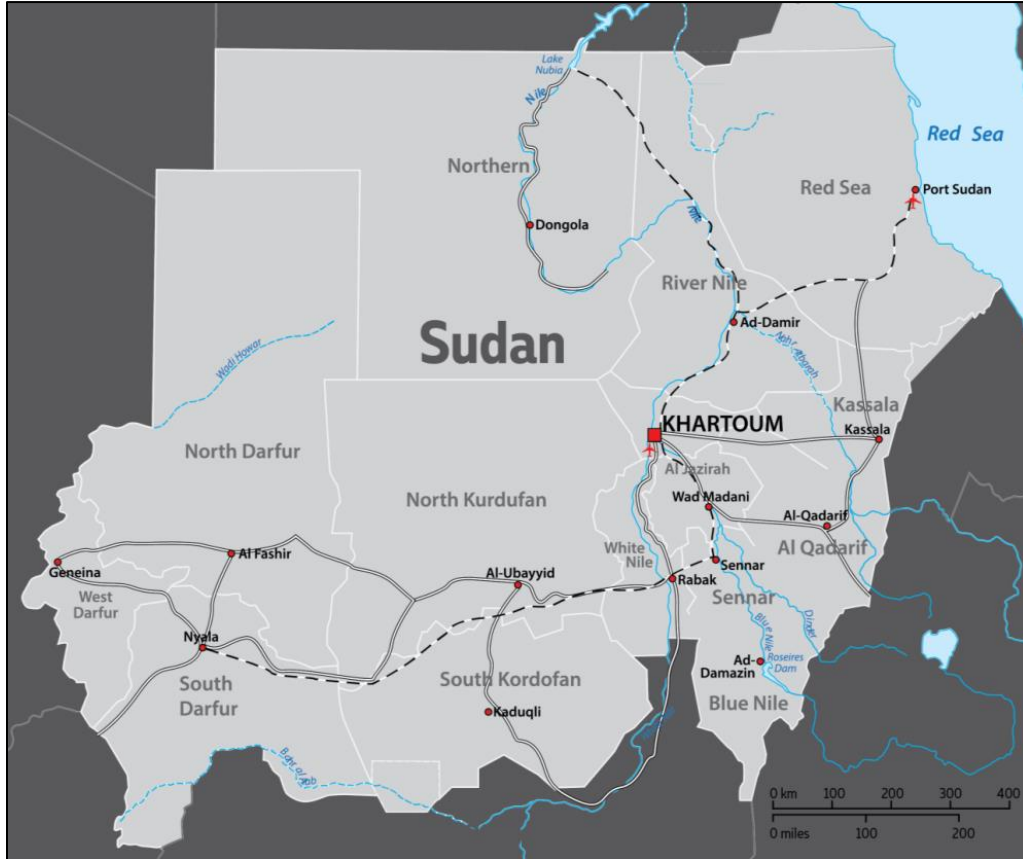 Lake
Nubia
Nile
Red Sea
Northern
Red Sea
Port Sudan
Dongola
Nile
River Nile
Ad-Damir
Sudan
Wadi Howar
Nahr Atbarah
Kassala
KHARTOUM
Kassala
North Darfur
Al Jazirah
North Kurdufan
Wad Madani
Al-Qadarif
Al Qadarif
White
Nile
Al Fashir
Geneina
Sennar
West
Darfur
Al-Ubayyid
Rabak
Sennar
Blue Nile
Dinder
Nyala
Roseires
Dam
Ad-
Damazin
South
Darfur
South Kordofan
Blue Nile
Kaduqli
0 km 100 200 300 400
0 miles 100 200